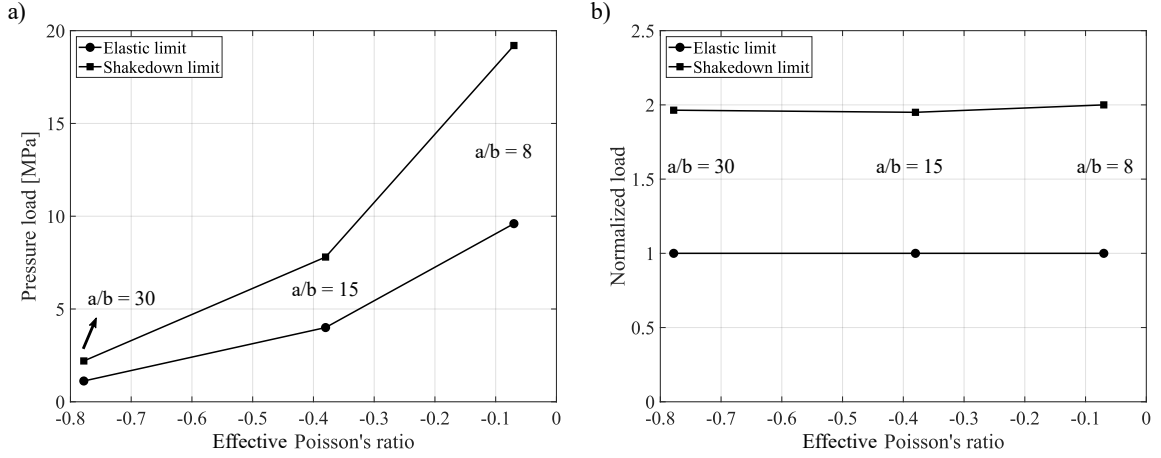 a)
20
15
10
5
0
Pressure load [MPa]
Elastic limit
Shakedown limit
a/b = 8
a/b = 15
a/b = 30
-0.8 -0.7 -0.6 -0.5 -0.4 -0.3 -0.2 -0.1 0
Effective Poisson's ratio
b)
2.5
2
1.5
1
0.5
0
Normalized load
Elastic limit
Shakedown limit
a/b = 30 a/b = 15 a/b = 8
-0.8 -0.7 -0.6 -0.5 -0.4 -0.3 -0.2 -0.1 0
Effective Poisson's ratio